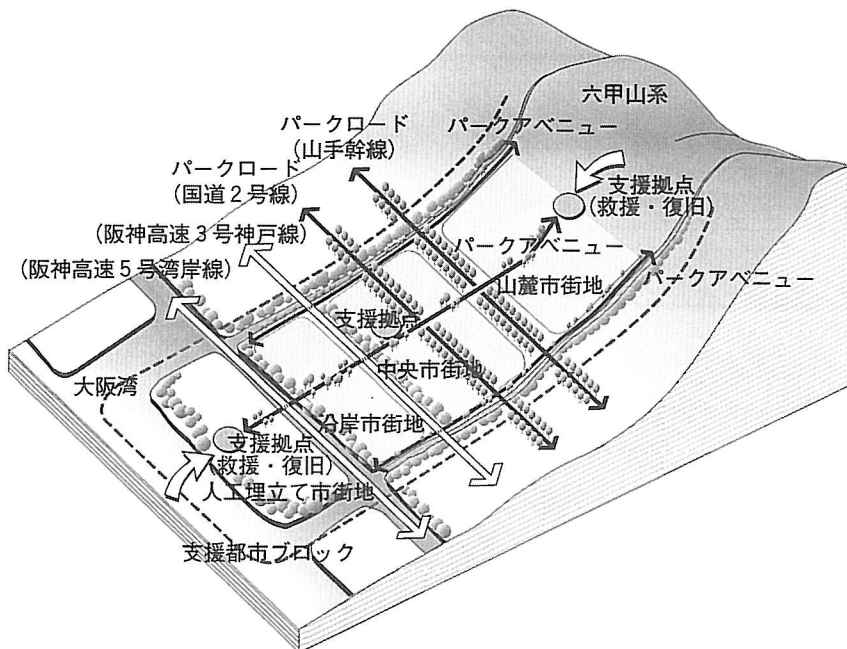 六甲山系
パークロード
(山手幹線)
パークアベニュー
パークロード
(国道2号線)
支援拠点
(救援・復旧)
(阪神高速3号神戸線)
パークアベニュー
(阪神高速5号湾岸線)
山麓市街地
パークアベニュー
支援拠点
中央市街地
大阪湾
沿岸市街地
支援拠点
(救援・復旧)
人工埋立て市街地
支援都市ブロック